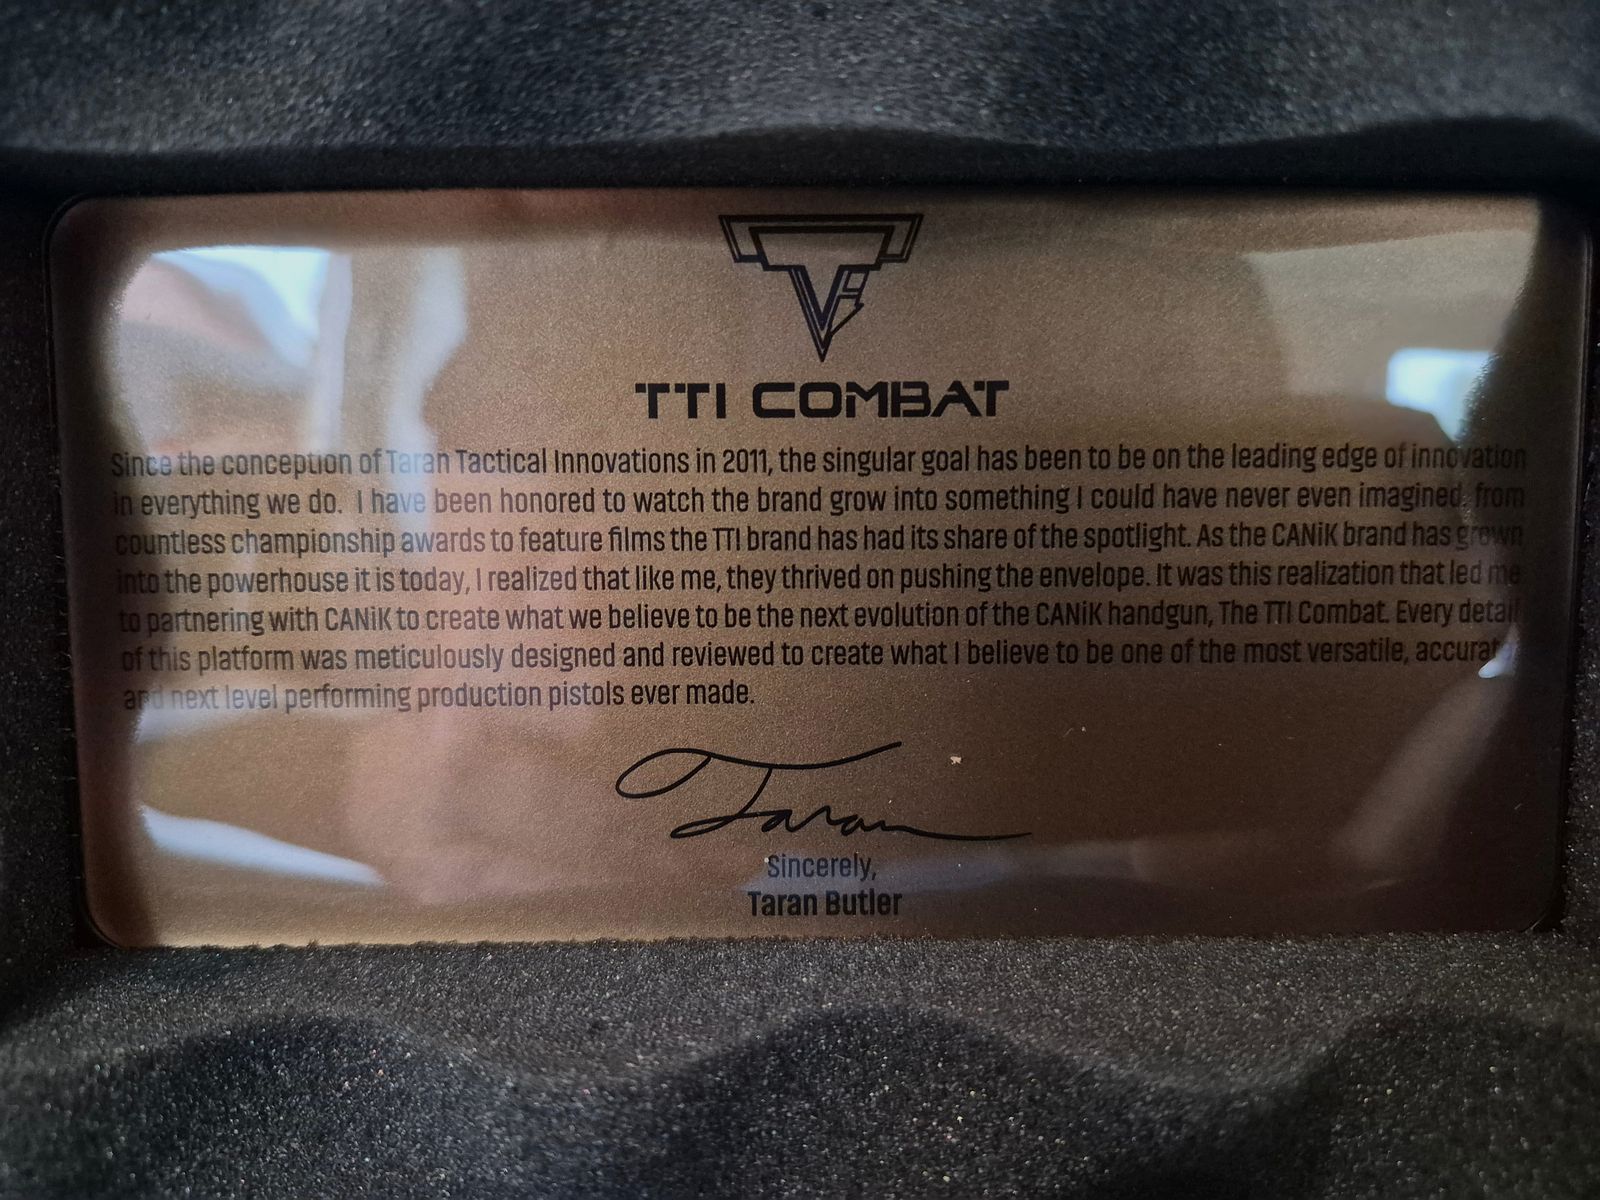 TTI COMBAT
Since the conception of Taran Tactical Innovations in 2011, the singular goal has been to be on the leading edge of innovation
in everything we do. I have been honored to watch the brand grow into something I could have never even imagined, from
countless championship awards to feature films the TTI brand has had its share of the spotlight. As the CANiK brand has grown
into the powerhouse it is today, I realized that like me, they thrived on pushing the envelope. It was this realization that led me
to partnering with CANiK to create what we believe to be the next evolution of the CANiK handgun, The TTI Combat. Every detail
of this platform was meticulously designed and reviewed to create what I believe to be one of the most versatile, accurate
and next level performing production pistols ever made.
Taran
Sincerely,
Taran Butler